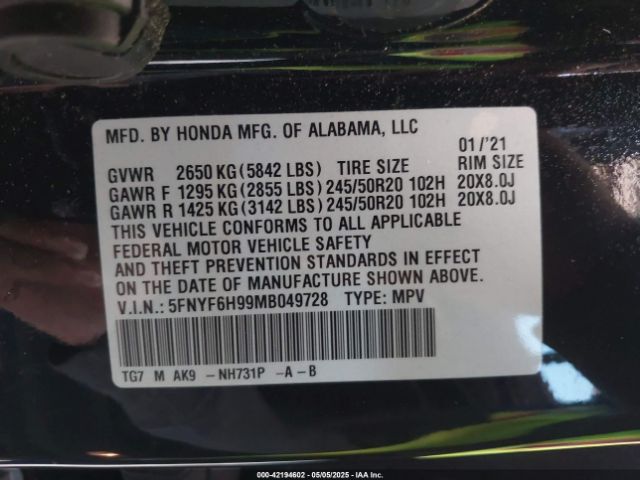 MFD. BY HONDA MFG. OF ALABAMA, LLC 01/'21
GVWR 2650 KG(5842 LBS) TIRE SIZE RIM SIZE
GAWR F 1295 KG(2855 LBS)245/50R20 102H 20X8.0J
GAWR R 1425 KG(3142 LBS)245/50R20 102H 20X8.0J
THIS VEHICLE CONFORMS TO ALL APPLICABLE
FEDERAL MOTOR VEHICLE SAFETY
AND THEFT PREVENTION STANDARDS IN EFFECT
ON THE DATE OF MANUFACTURE SHOWN ABOVE.
V.I.N.: 5FNYF6H99MB049728 TYPE: MPV
TG7 M AK9 -NH731P -A-B
000-42194602 - 05/05/2025 - IAA Inc.